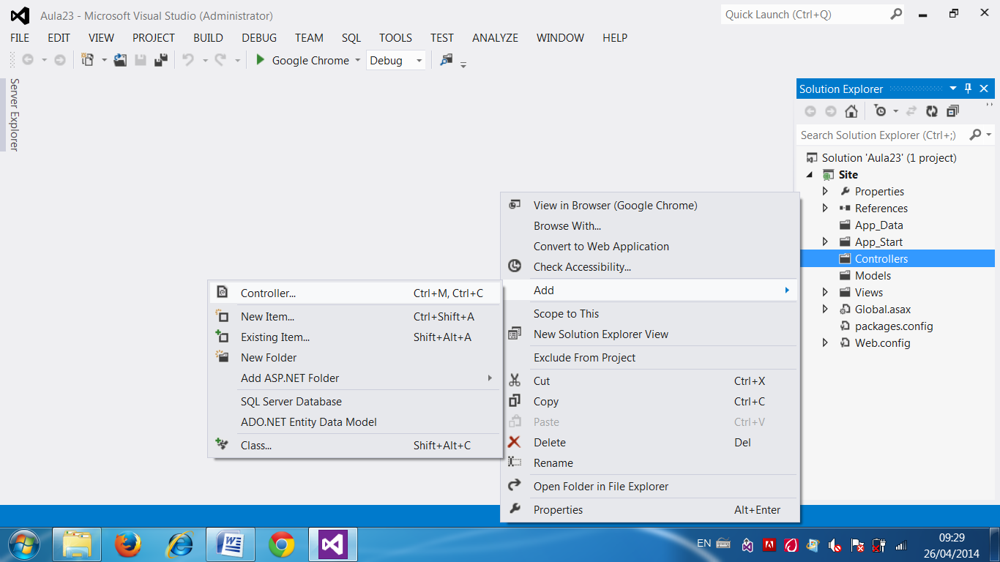 Aula23 - Microsoft Visual Studio (Administrator)
Quick Launch (Ctrl+Q)
FILE EDIT VIEW PROJECT BUILD DEBUG TEAM SQL TOOLS TEST ANALYZE WINDOW HELP
Google Chrome Debug
Server Explorer
Solution Explorer
Search Solution Explorer (Ctrl+;)
Solution 'Aula23' (1 project)
Site
Properties
References
App_Data
App_Start
Controllers
Models
Views
Global.asax
packages.config
Web.config
View in Browser (Google Chrome)
Browse With...
Convert to Web Application
Check Accessibility...
Add
Scope to This
New Solution Explorer View
Exclude From Project
Cut Ctrl+X
Copy Ctrl+C
Paste Ctrl+V
Delete Del
Rename
Open Folder in File Explorer
Properties Alt+Enter
Controller... Ctrl+M, Ctrl+C
New Item... Ctrl+Shift+A
Existing Item... Shift+Alt+A
New Folder
Add ASP.NET Folder
SQL Server Database
ADO.NET Entity Data Model
Class... Shift+Alt+C
EN
09:29
26/04/2014